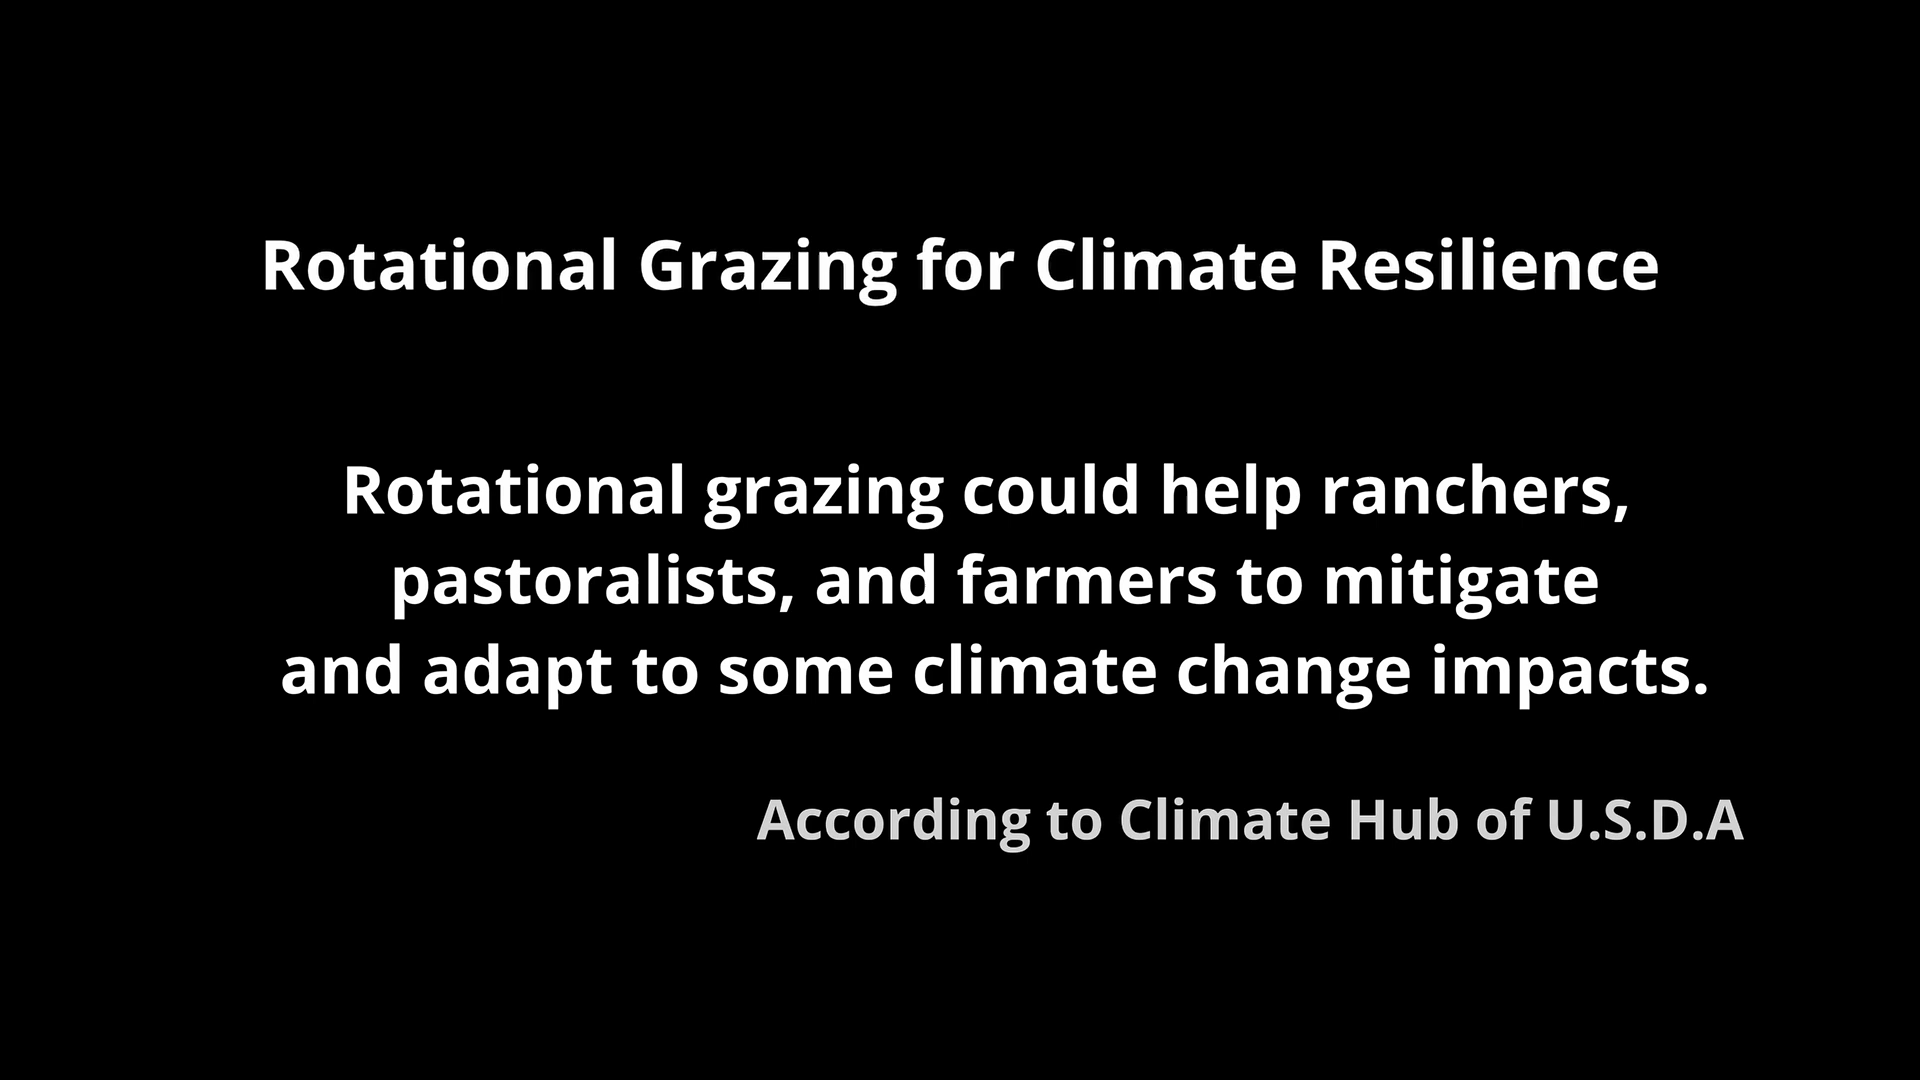 Rotational Grazing for Climate Resilience
Rotational grazing could help ranchers,
pastoralists, and farmers to mitigate
and adapt to some climate change impacts.
According to Climate Hub of U.S.D.A